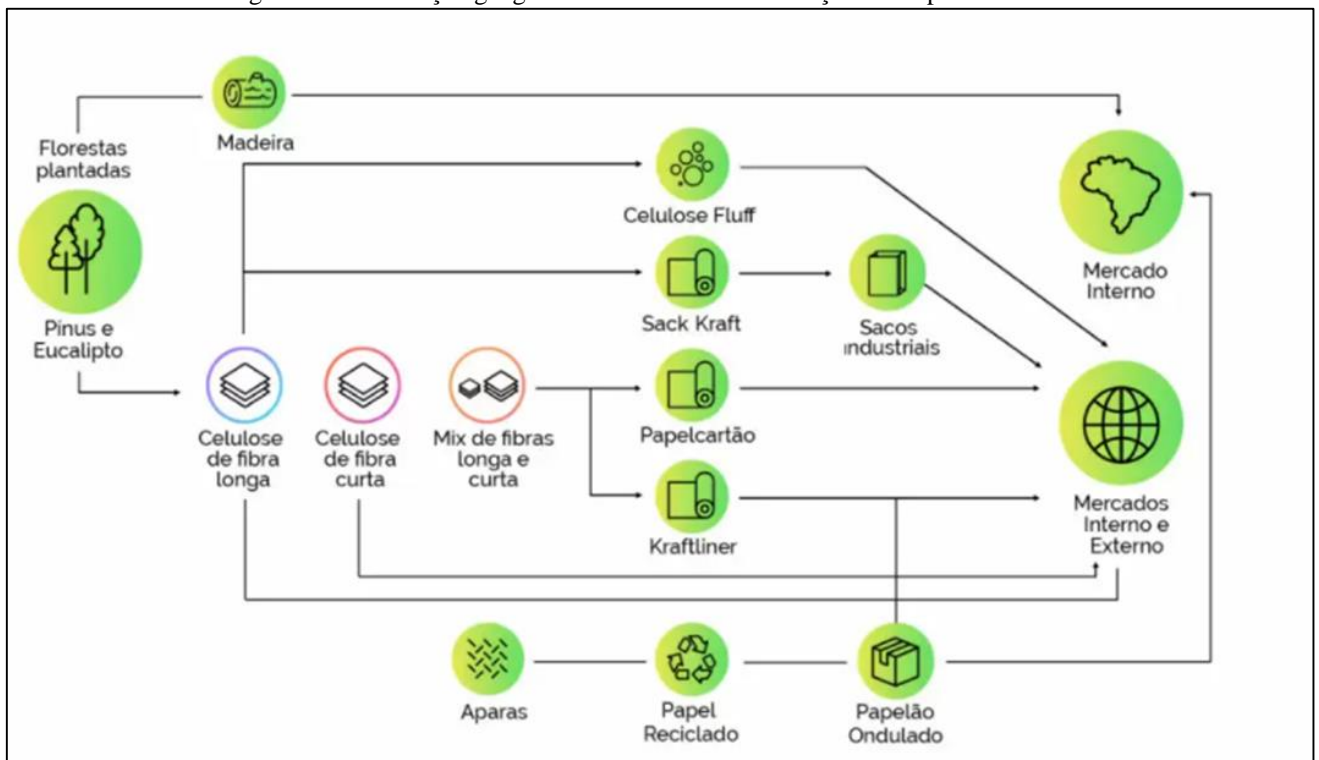 Madeira
Florestas
plantadas
Celulose Fluff
Mercado
Interno
Pinus e
Eucalipto
Sack Kraft
Sacos
industriais
Celulose
de fibra
longa
Celulose
de fibra
curta
Mix de fibras
longa e
curta
Papelcartão
Kraftliner
Mercados
Interno e
Externo
Aparas
Papel
Reciclado
Papelão
Ondulado